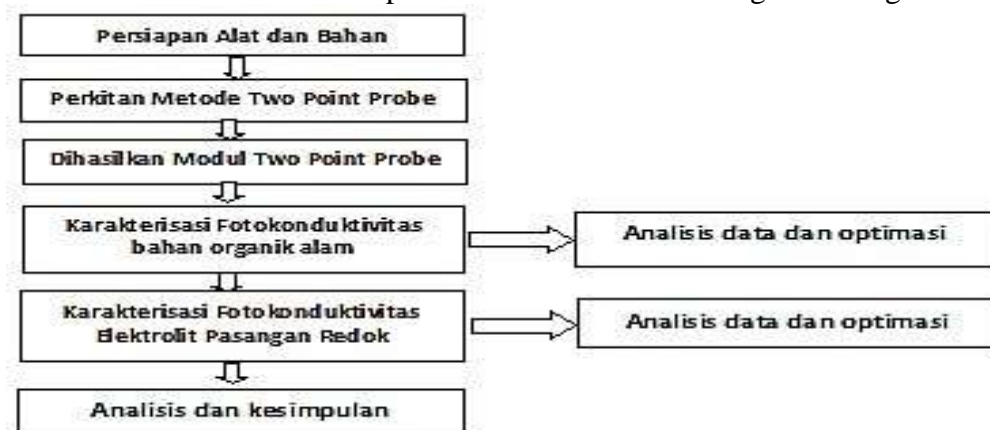 Persiapan Alat dan Bahan
Perkitan Metode Two Point Probe
Dihasilkan Modul Two Point Probe
Karakterisasi Fotokonduktivitas
bahan organik alam
Analisis data dan optimasi
Karakterisasi Fotokonduktivitas
Elektrolit Pasangan Redok
Analisis data dan optimasi
Analisis dan kesimpulan